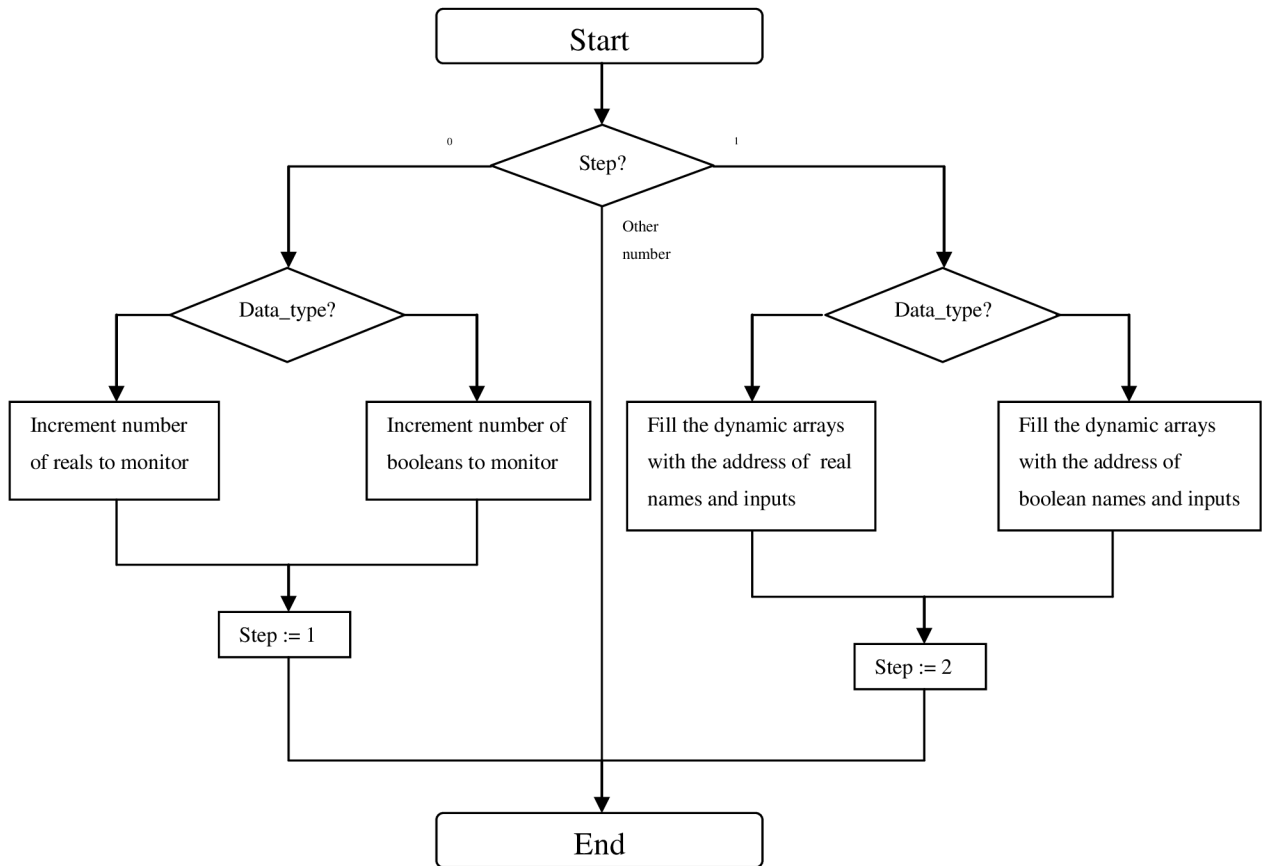 Start
0
1
Step?
Other
number
Data_type?
Data_type?
Increment number
of reals to monitor
Increment number of
booleans to monitor
Fill the dynamic arrays
with the address of real
names and inputs
Fill the dynamic arrays
with the address of
boolean names and inputs
Step := 1
Step := 2
End